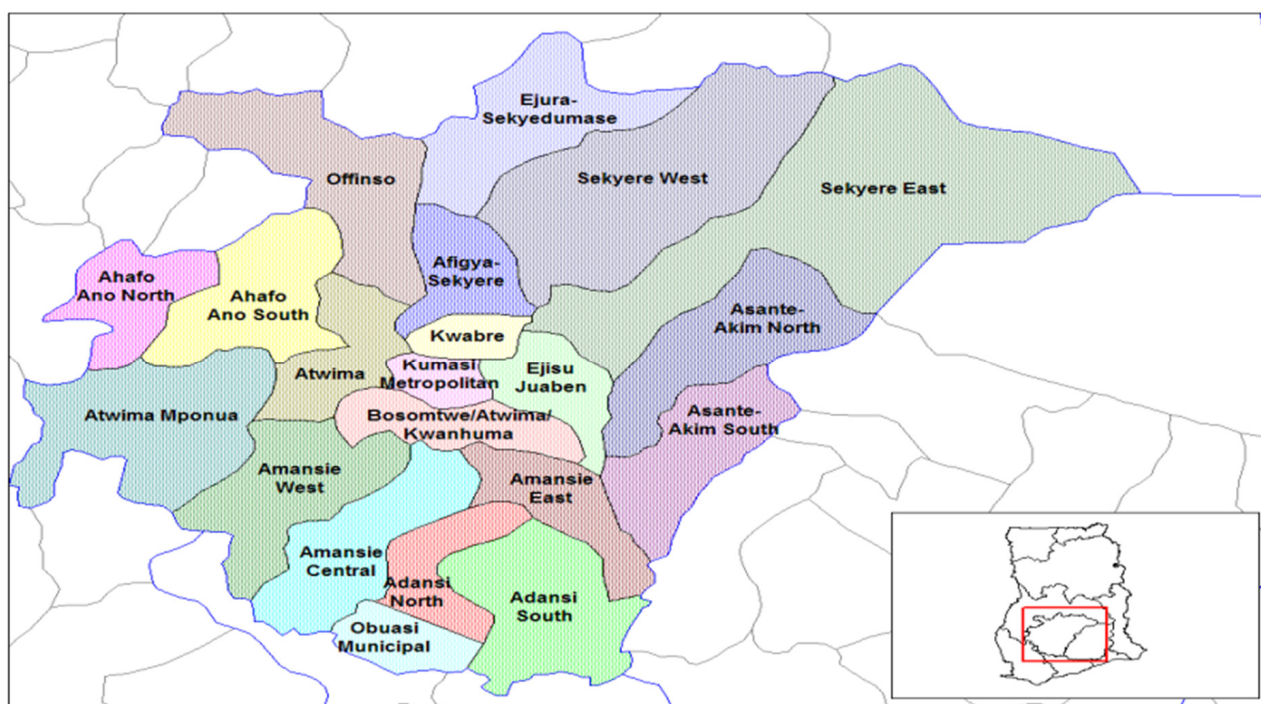 Ejura-
Sekyedumase
Offinso
Sekyere West
Sekyere East
Afigya-
Sekyere
Ahafo
Ano North
Ahafo
Ano South
Asante-
Akim North
Kwabre
Atwima
Kumasi
Metropolitan
Ejisu
Juaben
Atwima Mponua
Bosomtwe/Atwima/
Kwanhuma
Asante-
Akim South
Amansie
West
Amansie
East
Amansie
Central
Adansi
North
Adansi
South
Obuasi
Municipal